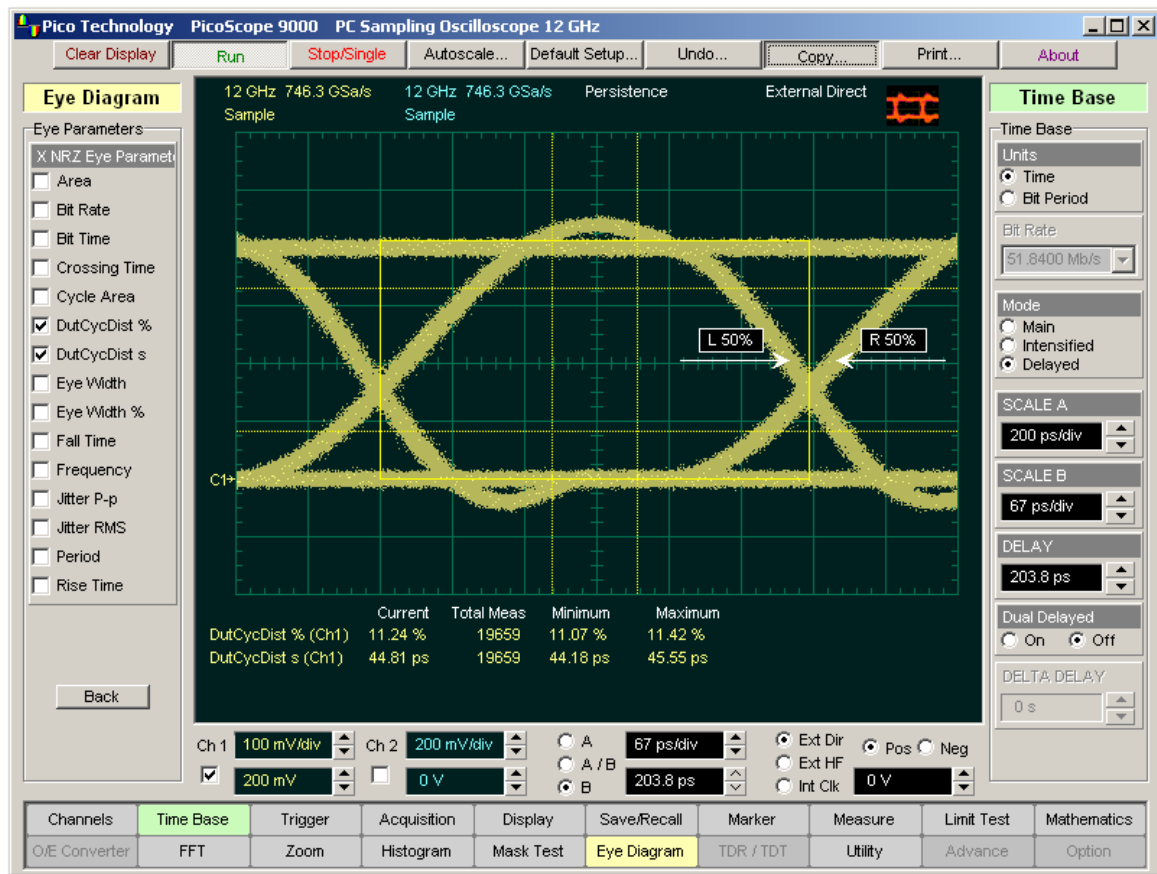 Pico Technology PicoScope 9000 PC Sampling Oscilloscope 12 GHz
Clear Display Run Stop/Single Autoscale... Default Setup... Undo... Copy... Print... About
Eye Diagram
Eye Parameters
X NRZ Eye Paramet
Area
Bit Rate
Bit Time
Crossing Time
Cycle Area
DutCycDist %
DutCycDist s
Eye Width
Eye Width %
Fall Time
Frequency
Jitter P-p
Jitter RMS
Period
Rise Time
Back
12 GHz 746.3 GSa/s 12 GHz 746.3 GSa/s Persistence External Direct
Sample Sample
L 50% R 50%
C1
Current Total Meas Minimum Maximum
DutCycDist % (Ch1) 11.24 % 19659 11.07 % 11.42 %
DutCycDist s (Ch1) 44.81 ps 19659 44.18 ps 45.55 ps
Time Base
Time Base
Units
Time
Bit Period
Bit Rate
51.8400 Mb/s
Mode
Main
Intensified
Delayed
SCALE A
200 ps/div
SCALE B
67 ps/div
DELAY
203.8 ps
Dual Delayed
On Off
DELTA DELAY
0 s
Ch 1 100 mV/div Ch 2 200 mV/div A 67 ps/div Ext Dir Pos Neg
A / B Ext HF
200 mV 0 V B 203.8 ps Int Clk 0 V
Channels Time Base Trigger Acquisition Display Save/Recall Marker Measure Limit Test Mathematics
O/E Converter FFT Zoom Histogram Mask Test Eye Diagram TDR / TDT Utility Advance Option